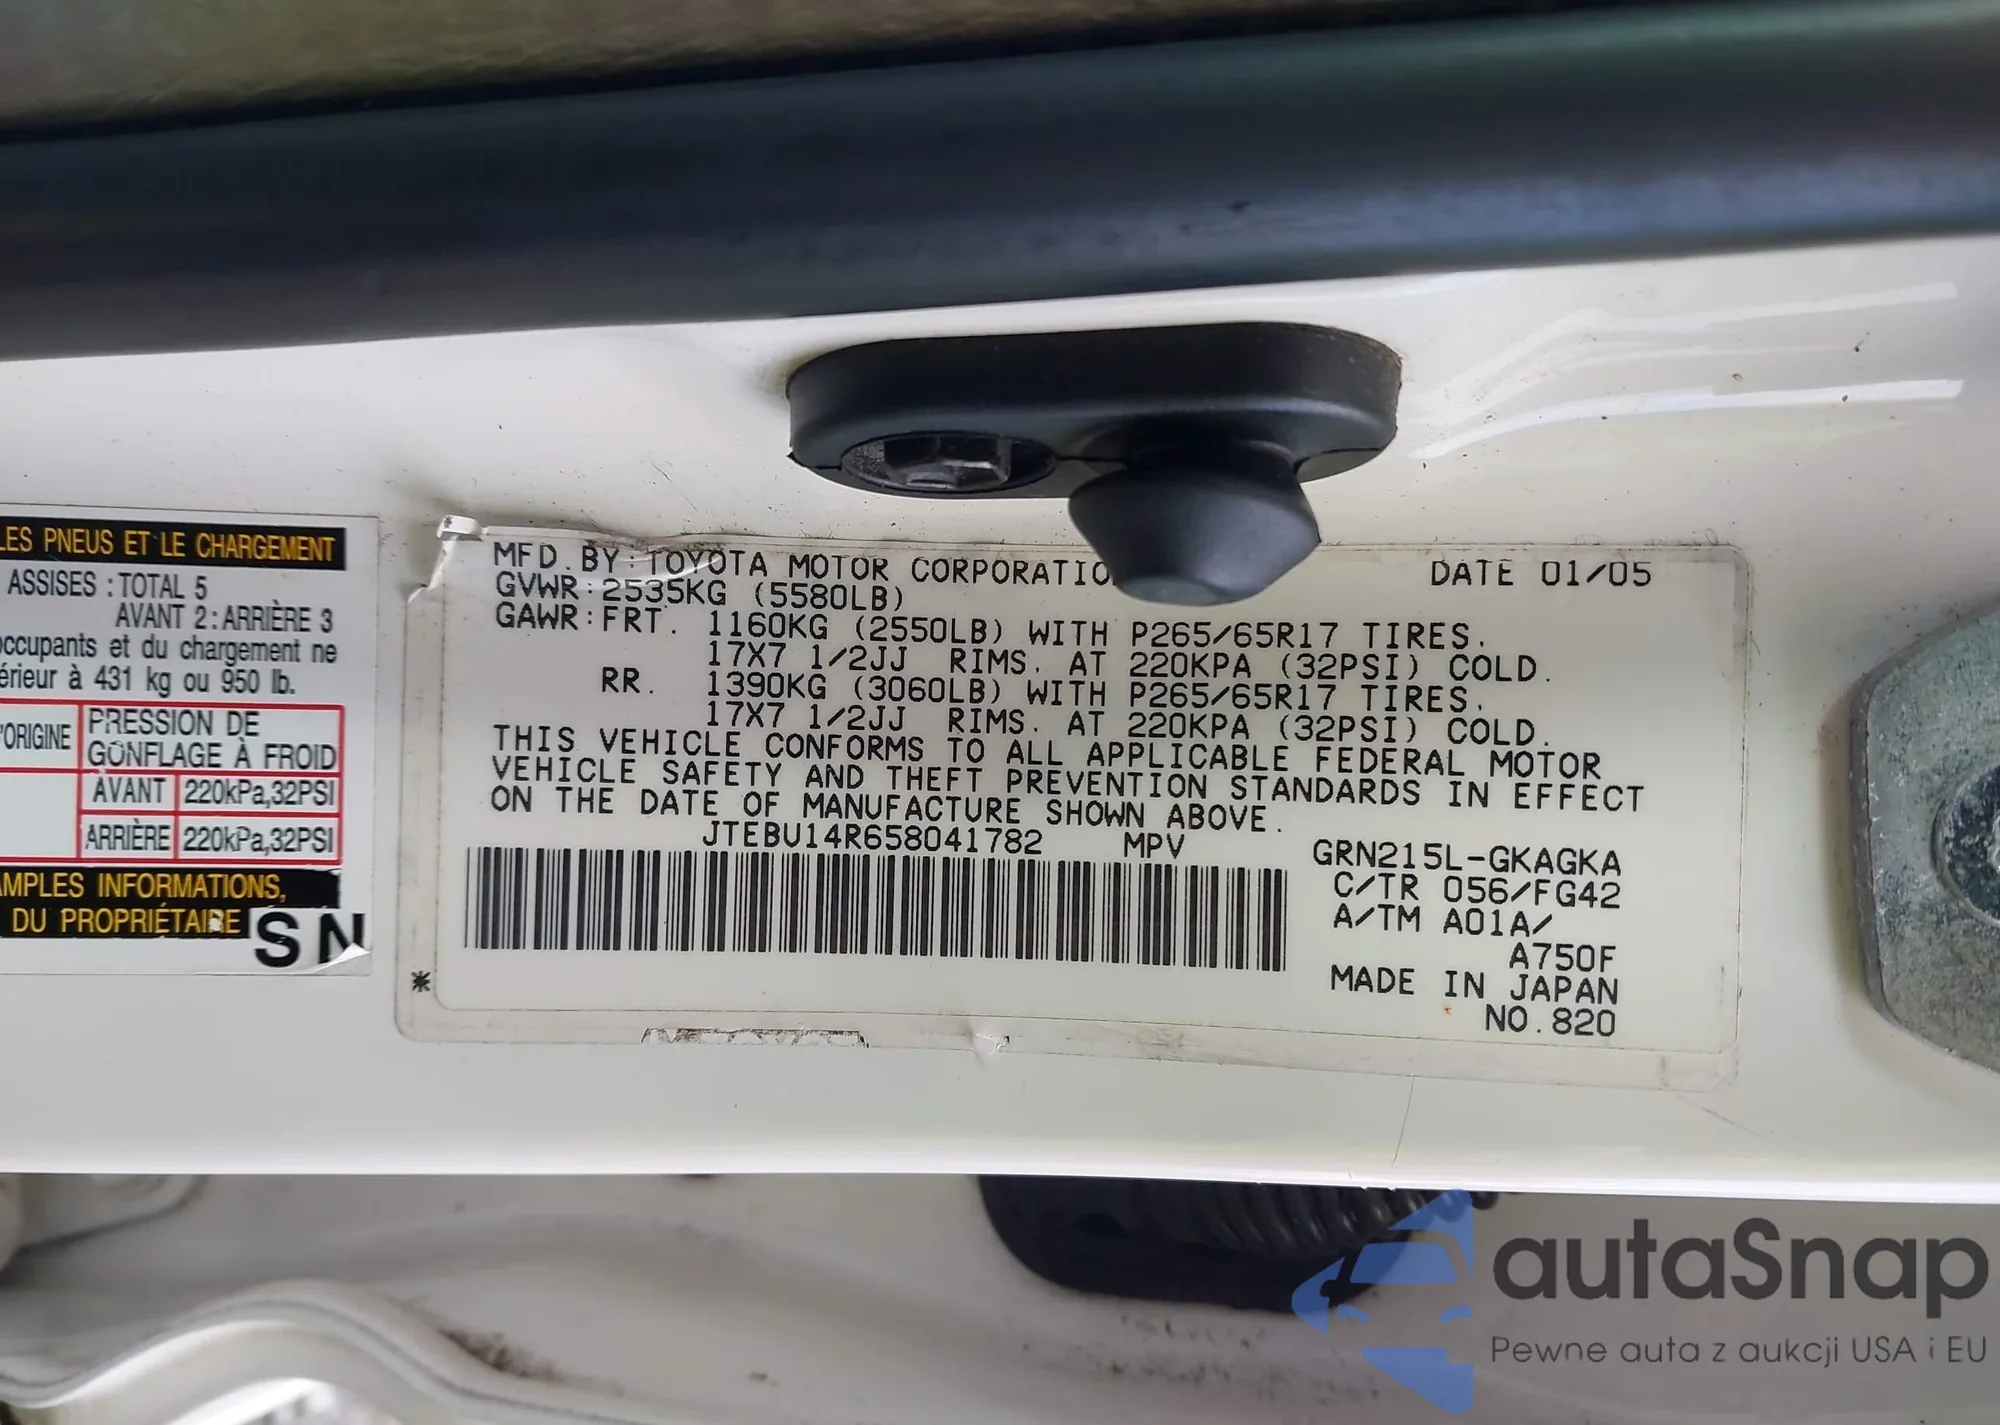 LES PNEUS ET LE CHARGEMENT
ASSISES : TOTAL 5
AVANT 2 : ARRIÈRE 3
occupants et du chargement ne
érieur à 431 kg ou 950 lb.
'ORIGINE
PRESSION DE
GONFLAGE À FROID
AVANT 220kPa,32PSI
ARRIÈRE 220kPa,32PSI
AMPLES INFORMATIONS,
DU PROPRIÉTAIRE
SN
MFD. BY: TOYOTA MOTOR CORPORATIO DATE 01/05
GVWR: 2535KG (5580LB)
GAWR: FRT. 1160KG (2550LB) WITH P265/65R17 TIRES.
17X7 1/2JJ RIMS. AT 220KPA (32PSI) COLD.
RR. 1390KG (3060LB) WITH P265/65R17 TIRES.
17X7 1/2JJ RIMS. AT 220KPA (32PSI) COLD.
THIS VEHICLE CONFORMS TO ALL APPLICABLE FEDERAL MOTOR
VEHICLE SAFETY AND THEFT PREVENTION STANDARDS IN EFFECT
ON THE DATE OF MANUFACTURE SHOWN ABOVE.
JTEBU14R658041782 MPV
GRN215L-GKAGKA
C/TR 056/FG42
A/TM A01A/
A750F
MADE IN JAPAN
NO.820
autaSnap
Pewne auta z aukcji USA i EU